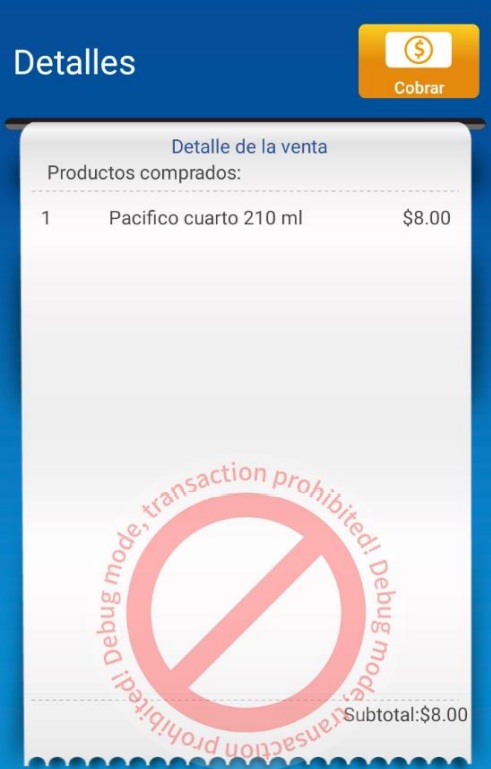 Detalles
Cobrar
Detalle de la venta
Productos comprados:
1 Pacifico cuarto 210 ml $8.00
Debug mode, transaction prohibited! Debug mode, transaction prohibited!
Subtotal:$8.00